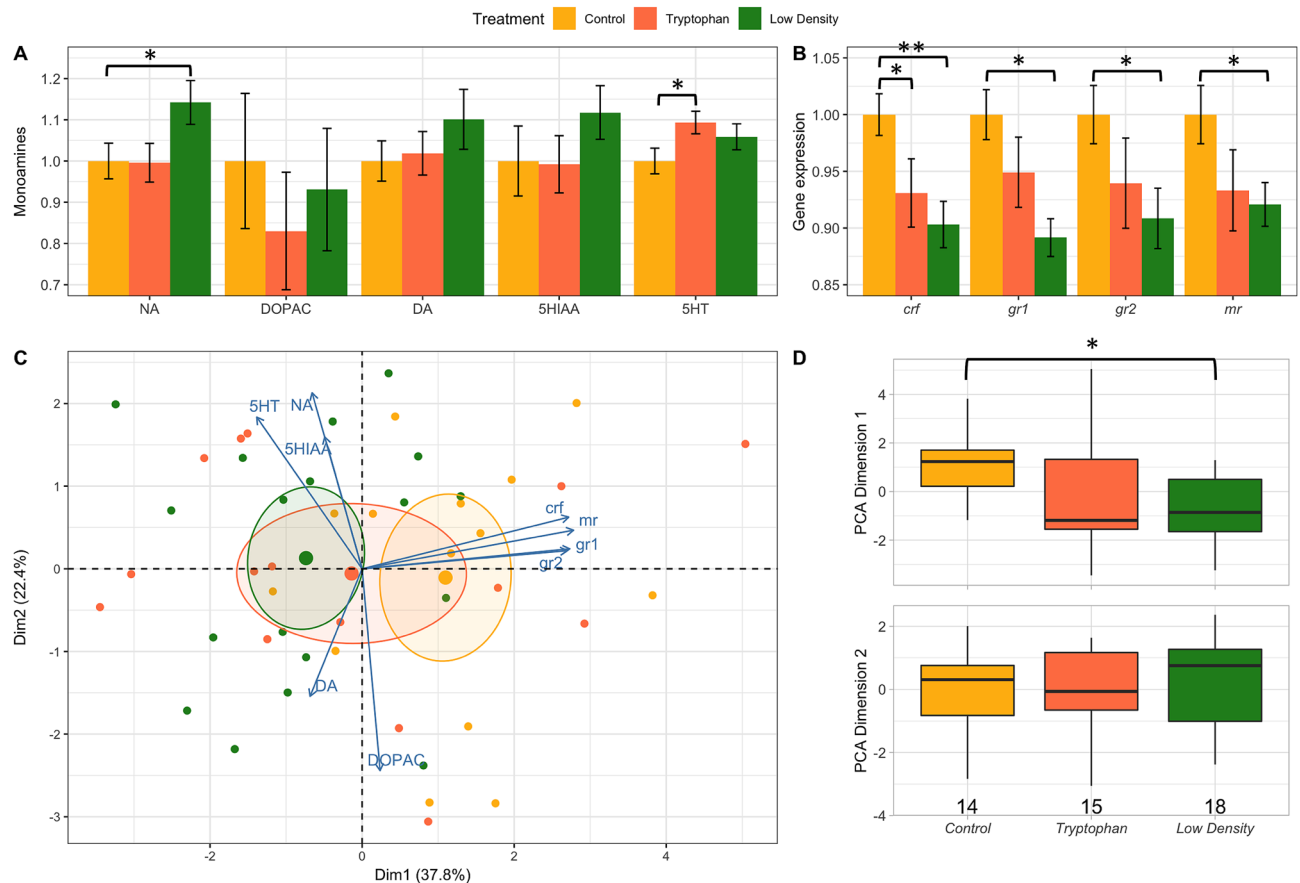 Treatment Control Tryptophan Low Density
A
B
*
** 
*
*
*
*
*
1.2
1.1
1.0
0.9
0.8
0.7
Monoamines
NA DOPAC DA 5HIAA 5HT
1.05
1.00
0.95
0.90
0.85
Gene expression
crf gr1 gr2 mr
C
2
1
0
-1
-2
-3
Dim2 (22.4%)
5HT NA
5HIAA
crf
mr
gr1
gr2
DA
DOPAC
-2 0 2 4
Dim1 (37.8%)
D
*
4
2
0
-2
PCA Dimension 1
2
0
-2
-4
PCA Dimension 2
14 15 18
Control Tryptophan Low Density